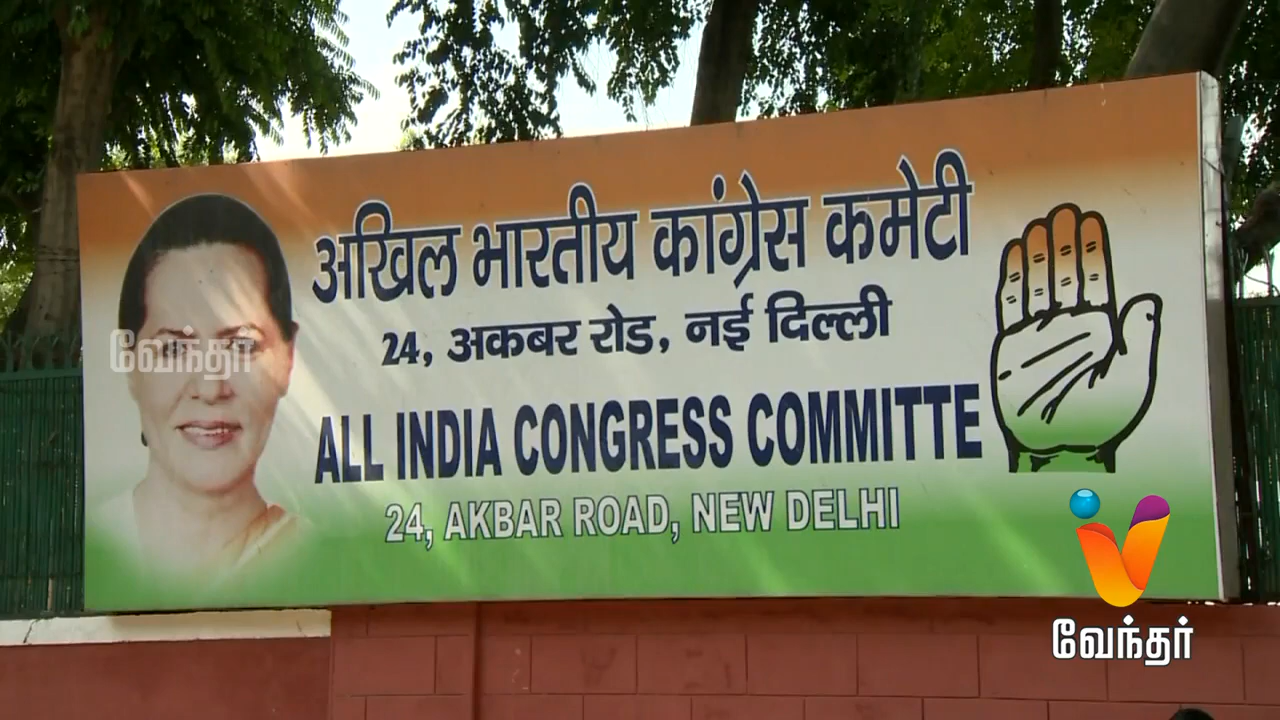 अखिल भारतीय कांग्रेस कमेटी
24, अकबर रोड, नई दिल्ली
ALL INDIA CONGRESS COMMITTE
24, AKBAR ROAD, NEW DELHI
வேந்தர்
வேந்தர்